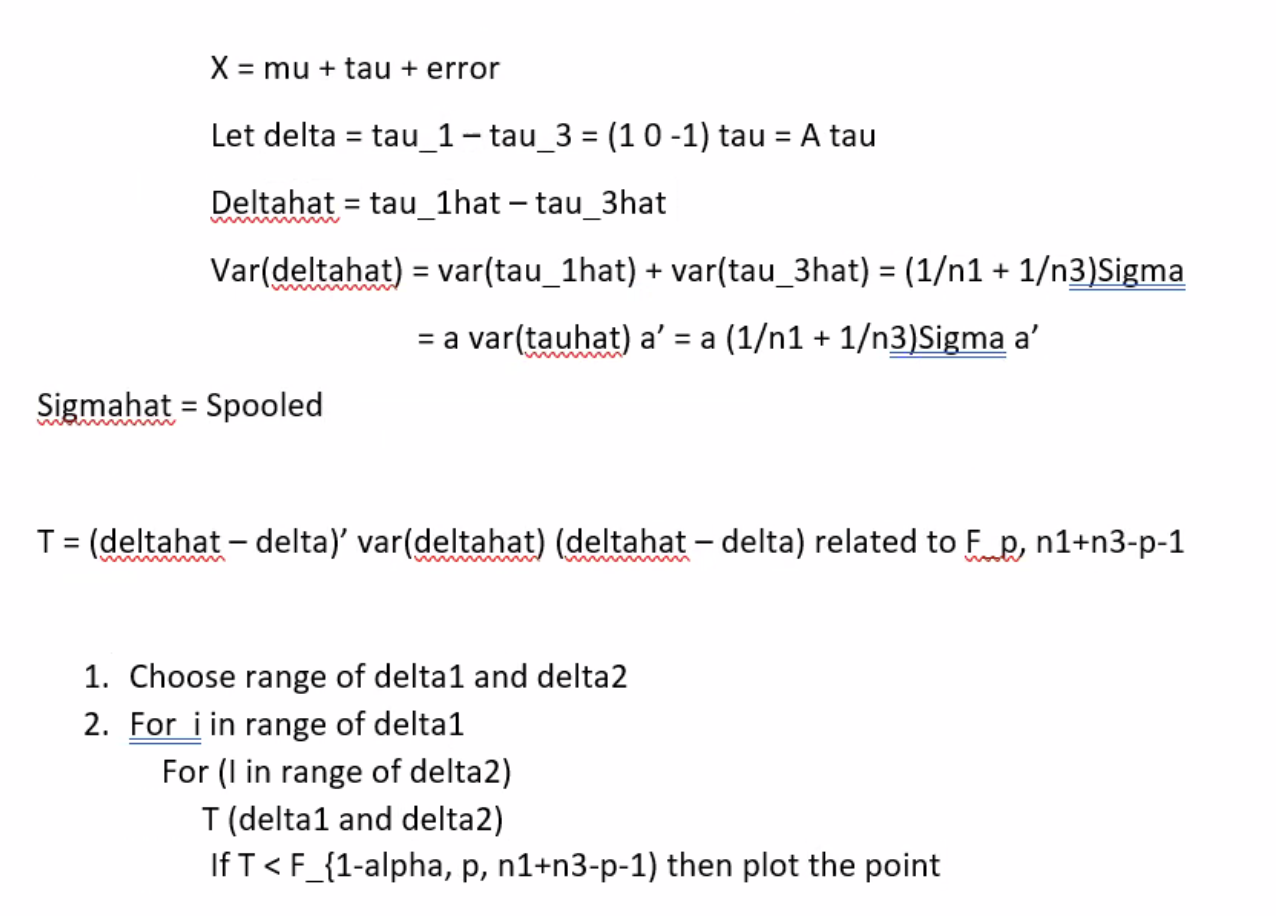 X = mu + tau + error
Let delta = tau_1 – tau_3 = (1 0 -1) tau = A tau
Deltahat = tau_1hat – tau_3hat
Var(deltahat) = var(tau_1hat) + var(tau_3hat) = (1/n1 + 1/n3)Sigma
= a var(tauhat) a’ = a (1/n1 + 1/n3)Sigma a’
Sigmahat = Spooled
T = (deltahat – delta)’ var(deltahat) (deltahat – delta) related to F_p, n1+n3-p-1
1. Choose range of delta1 and delta2
2. For i in range of delta1
For (I in range of delta2)
T (delta1 and delta2)
If T < F_{1-alpha, p, n1+n3-p-1) then plot the point